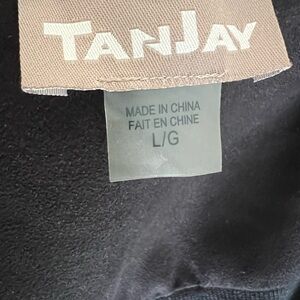 TANJAY
MADE IN CHINA
FAIT EN CHINE
L/G